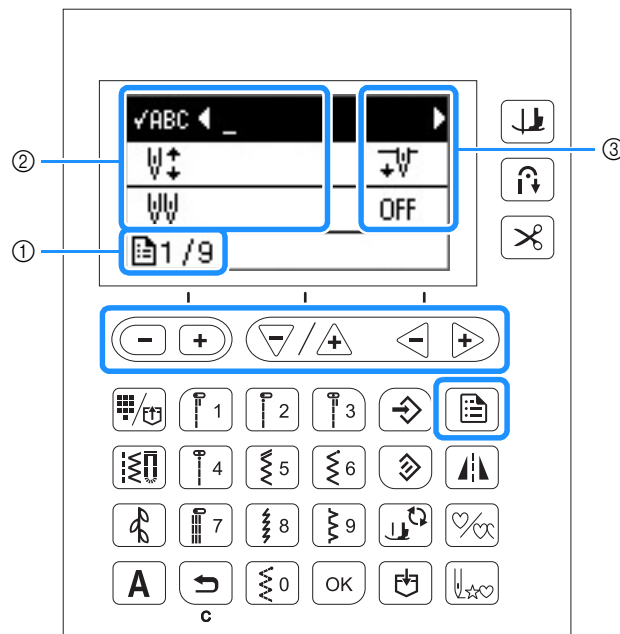 ✓ABC _
OFF
1/9
②
③
①
- + - / + - +
1 2 3
4 5 6
7 8 9
A 0 OK
C